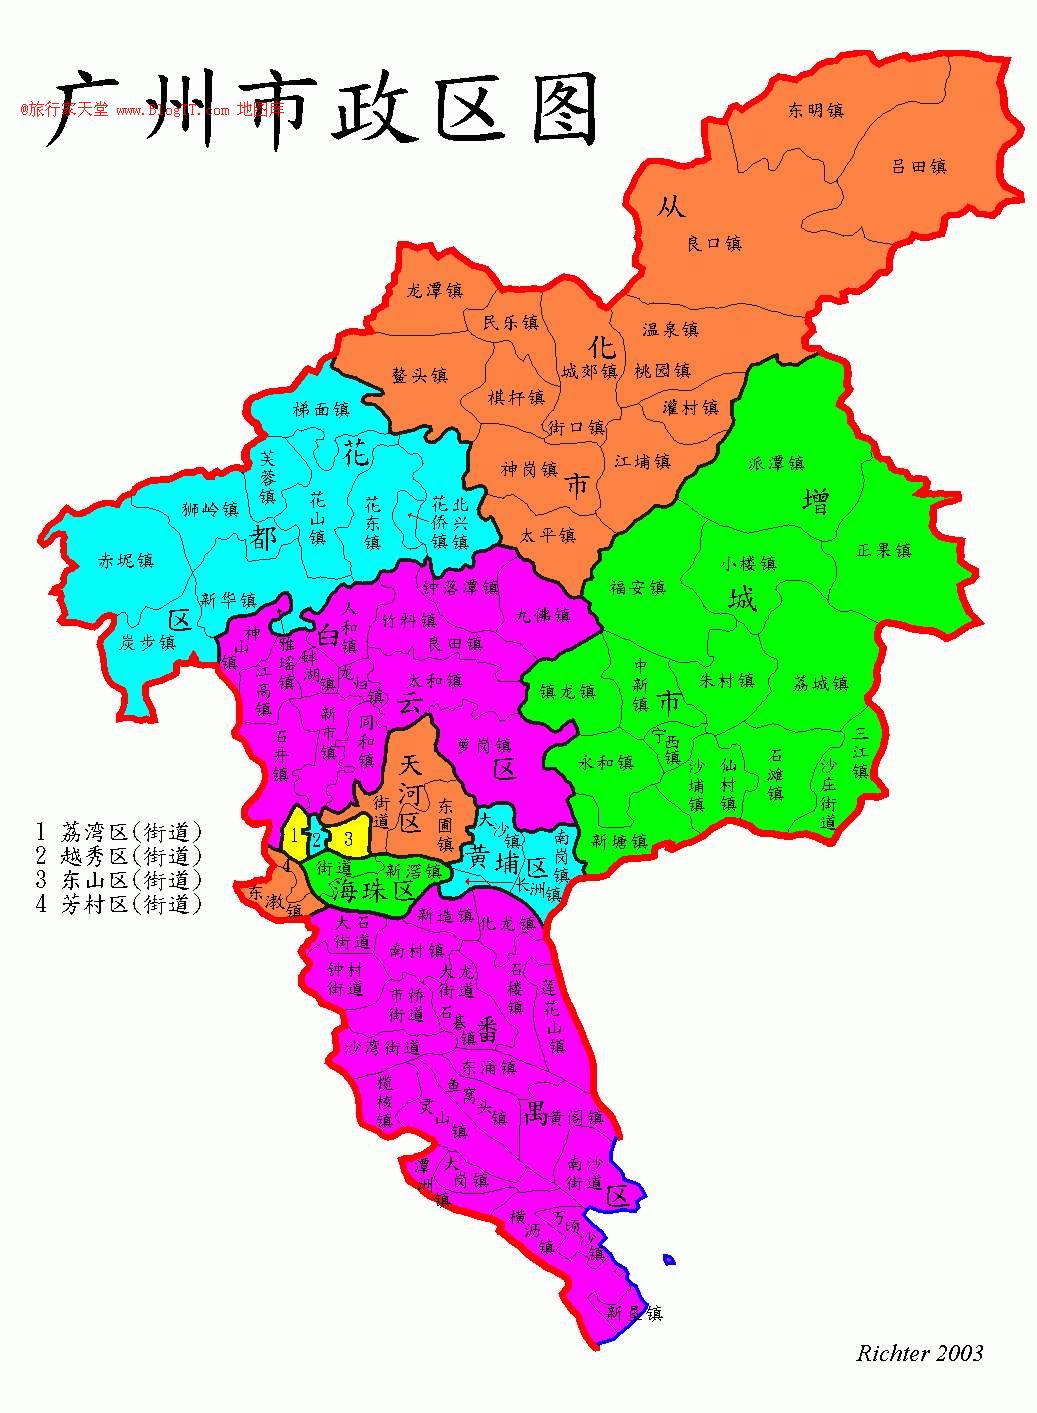 广州市政区图
@旅行家天堂 www.BlogTT.com 地图库
东明镇
吕田镇
从
良口镇
龙潭镇
民乐镇
温泉镇
化
鳌头镇
城郊镇
桃园镇
棋杆镇
灌村镇
街口镇
梯面镇
花
神岗镇
江埔镇
派潭镇
芙蓉镇
市
狮岭镇
花山镇
花东镇
花侨镇
北兴镇
增
都
太平镇
正果镇
赤坭镇
小楼镇
新华镇
钟落潭镇
福安镇
城
区
竹料镇
九佛镇
炭步镇
神山镇
人和镇
白
良田镇
雅瑶镇
蚌湖镇
龙归镇
江高镇
太和镇
中新镇
朱村镇
荔城镇
镇龙镇
市
云
新市镇
同和镇
石井镇
萝岗镇
宁西镇
三江镇
区
永和镇
沙埔镇
仙村镇
石滩镇
沙庄街道
天河区
街道
东圃镇
新塘镇
1 荔湾区(街道)
2 越秀区(街道)
3 东山区(街道)
4 芳村区(街道)
1
2
3
4
大沙镇
南岗镇
黄埔区
长洲镇
街道
新滘镇
海珠区
东漖镇
大石街道
新造镇
化龙镇
南村镇
钟村街道
大龙街道
石楼镇
莲花山镇
市桥街道
石碁镇
番
沙湾街道
东涌镇
榄核镇
鱼窝头镇
灵山镇
禺
黄阁镇
潭洲镇
大岗镇
南沙街道
区
横沥镇
万顷沙镇
新垦镇
Richter 2003